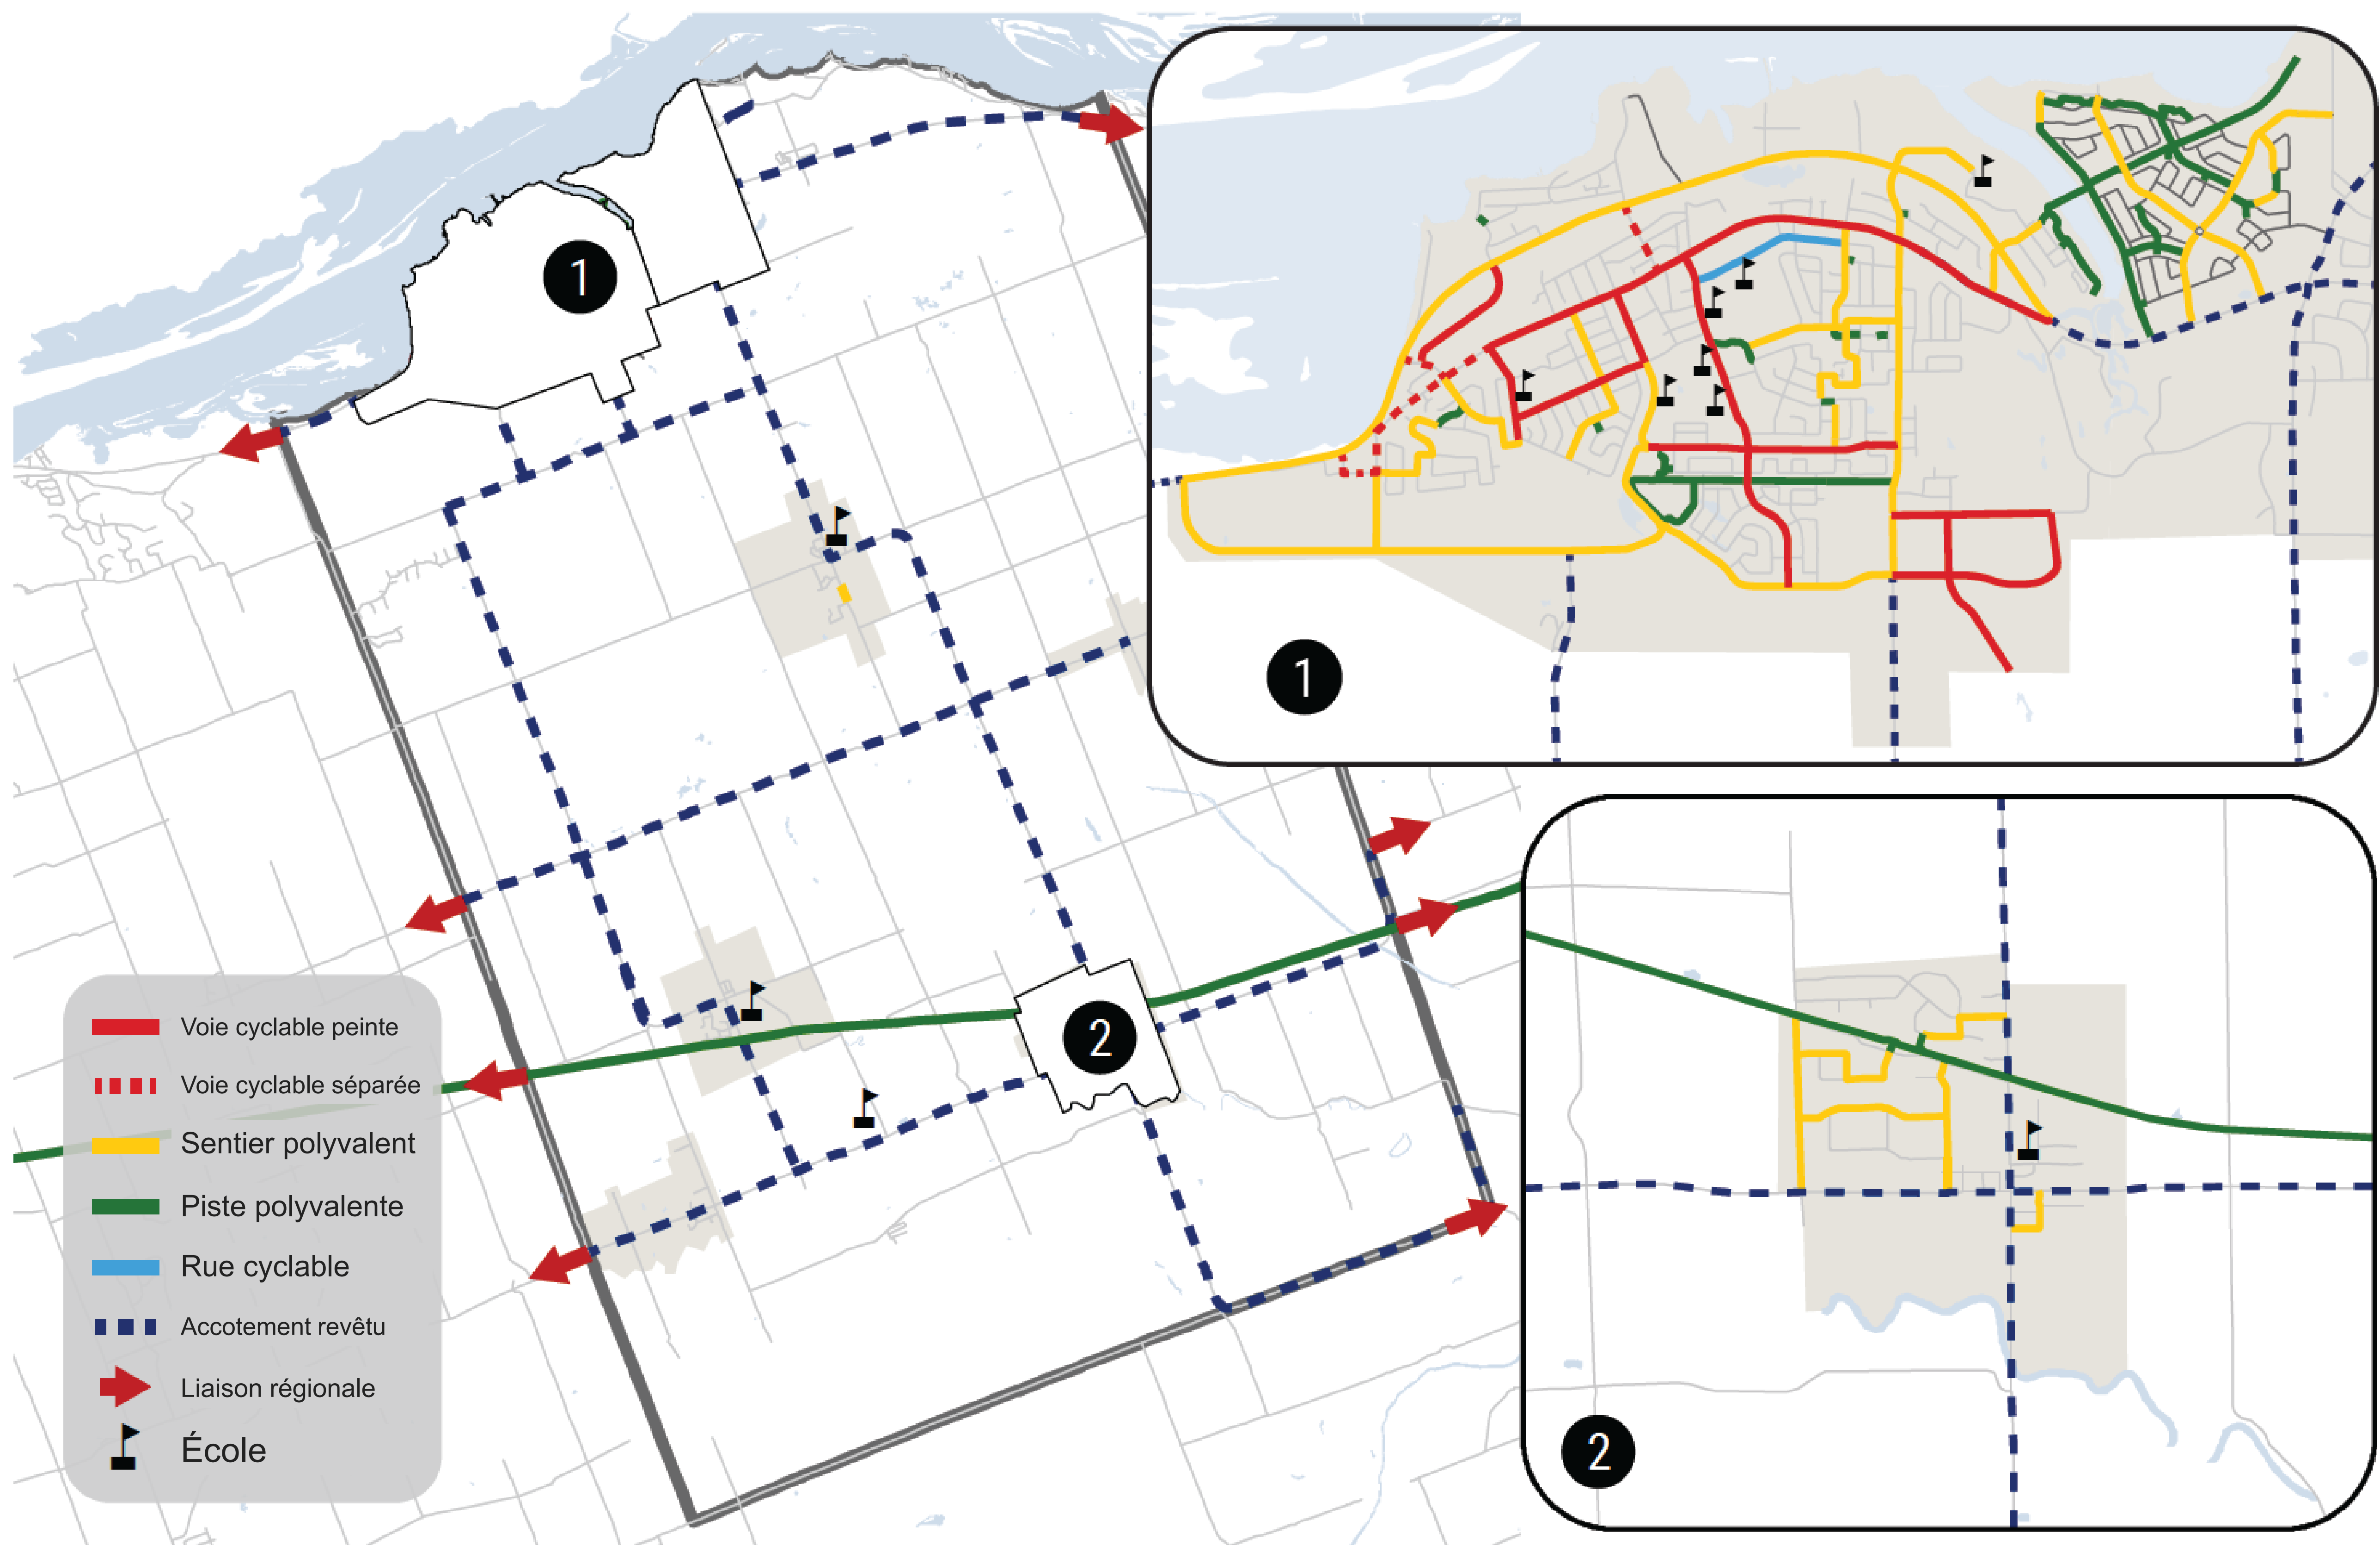 1
1
2
2
Voie cyclable peinte
Voie cyclable séparée
Sentier polyvalent
Piste polyvalente
Rue cyclable
Accotement revêtu
Liaison régionale
École